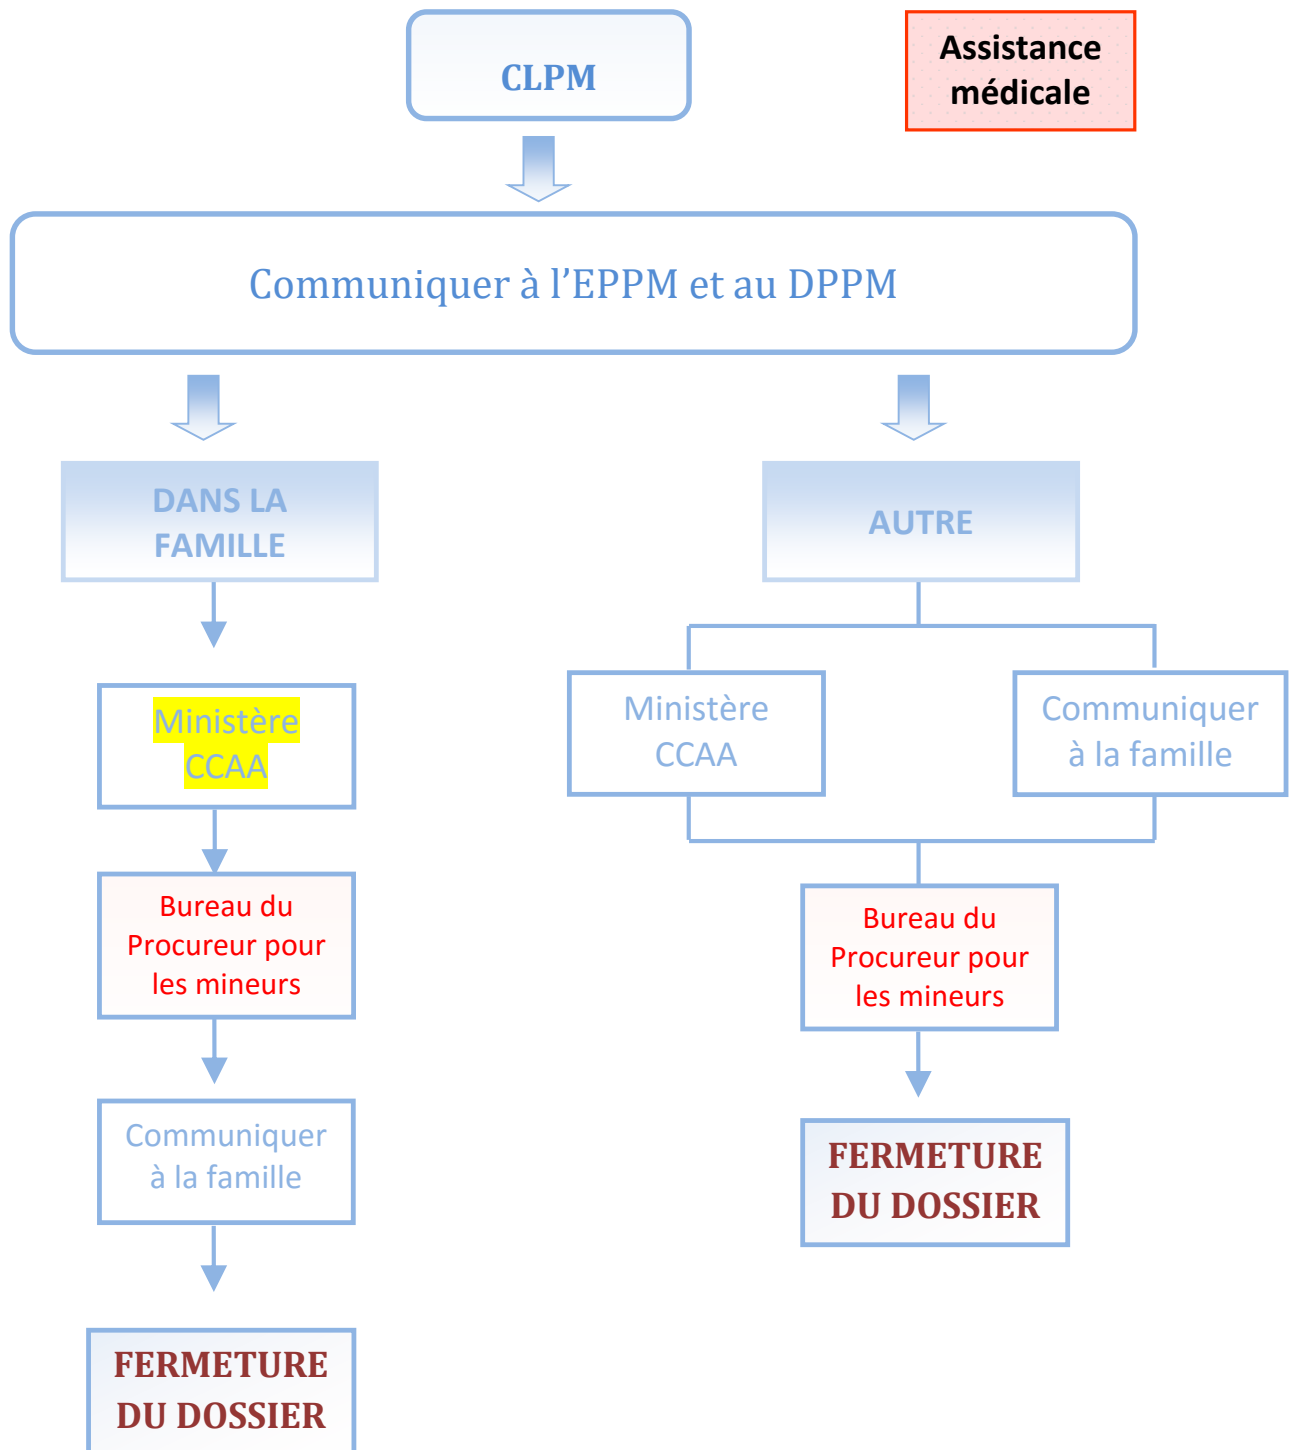 CLPM
Assistance
médicale
Communiquer à l’EPPM et au DPPM
DANS LA
FAMILLE
AUTRE
Ministère
CCAA
Ministère
CCAA
Communiquer
à la famille
Bureau du
Procureur pour
les mineurs
Bureau du
Procureur pour
les mineurs
Communiquer
à la famille
FERMETURE
DU DOSSIER
FERMETURE
DU DOSSIER